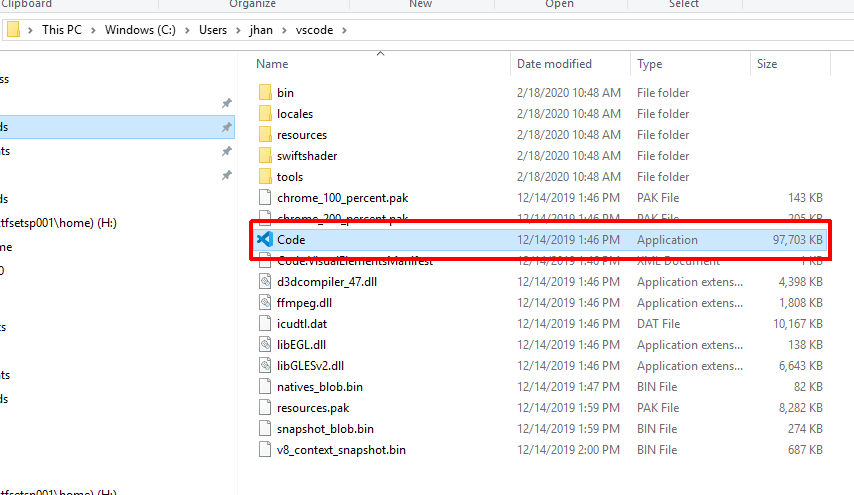 Clipboard Organize New Open Select
This PC > Windows (C:) > Users > jhan > vscode >
Name Date modified Type Size
bin 2/18/2020 10:48 AM File folder
locales 2/18/2020 10:48 AM File folder
resources 2/18/2020 10:48 AM File folder
swiftshader 2/18/2020 10:48 AM File folder
tools 2/18/2020 10:48 AM File folder
chrome_100_percent.pak 12/14/2019 1:46 PM PAK File 143 KB
chrome_200_percent.pak 12/14/2019 1:46 PM PAK File 205 KB
Code 12/14/2019 1:46 PM Application 97,703 KB
Code.VisualElementsManifest 12/14/2019 1:46 PM XML Document 1 KB
d3dcompiler_47.dll 12/14/2019 1:46 PM Application extens... 4,398 KB
ffmpeg.dll 12/14/2019 1:46 PM Application extens... 1,808 KB
icudtl.dat 12/14/2019 1:46 PM DAT File 10,167 KB
libEGL.dll 12/14/2019 1:46 PM Application extens... 138 KB
libGLESv2.dll 12/14/2019 1:46 PM Application extens... 6,643 KB
natives_blob.bin 12/14/2019 1:47 PM BIN File 82 KB
resources.pak 12/14/2019 1:59 PM PAK File 8,282 KB
snapshot_blob.bin 12/14/2019 1:59 PM BIN File 274 KB
v8_context_snapshot.bin 12/14/2019 2:00 PM BIN File 687 KB
ss
ds
ts
ds
tfsetsp001\home) (H:)
me
0
ts
nts
ds
tfsetsp001\home) (H:)